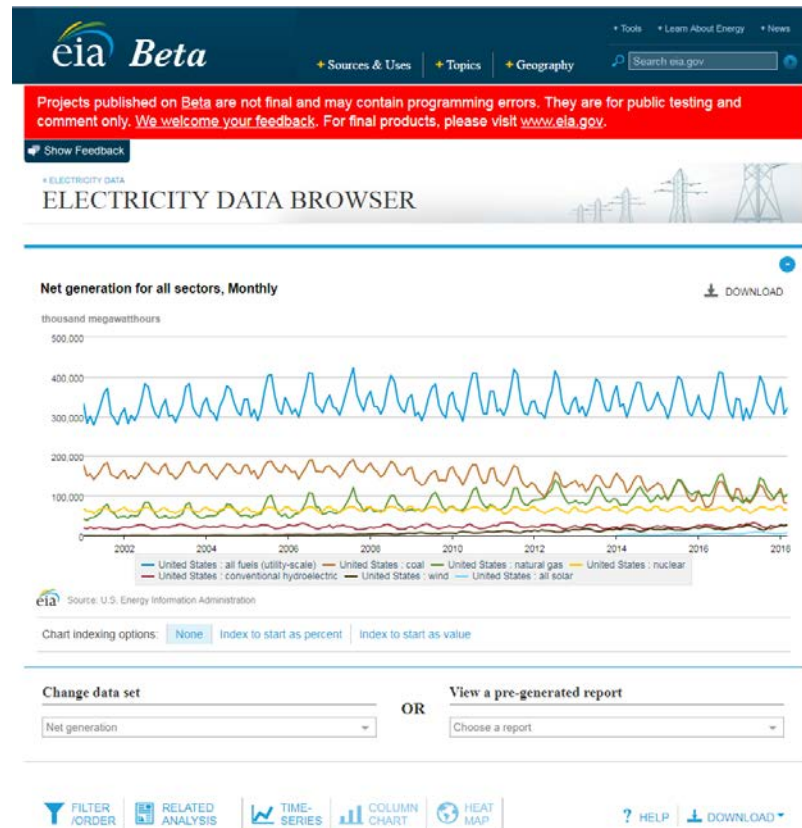 eia Beta
+ Tools + Learn About Energy + News
+ Sources & Uses + Topics + Geography
Search eia.gov
Projects published on Beta are not final and may contain programming errors. They are for public testing and
comment only. We welcome your feedback. For final products, please visit www.eia.gov.
Show Feedback
+ ELECTRICITY DATA
ELECTRICITY DATA BROWSER
Net generation for all sectors, Monthly
DOWNLOAD
thousand megawatthours
500,000
400,000
300,000
200,000
100,000
0
2002 2004 2006 2008 2010 2012 2014 2016 2018
United States : all fuels (utility-scale) United States : coal United States : natural gas United States : nuclear
United States : conventional hydroelectric United States : wind United States : all solar
eia Source: U.S. Energy Information Administration
Chart indexing options: None Index to start as percent Index to start as value
Change data set
OR
View a pre-generated report
Net generation
Choose a report
FILTER /ORDER
RELATED ANALYSIS
TIME- SERIES
COLUMN CHART
HEAT MAP
? HELP
DOWNLOAD